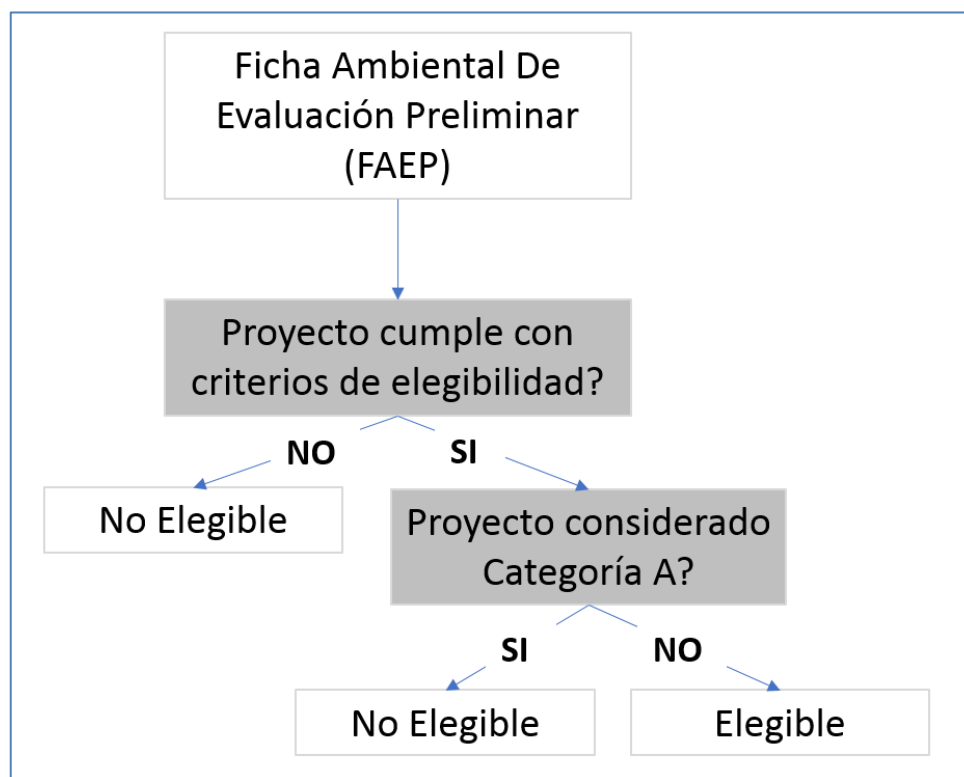 Ficha Ambiental De
Evaluación Preliminar
(FAEP)
Proyecto cumple con
criterios de elegibilidad?
NO
SI
No Elegible
Proyecto considerado
Categoría A?
SI
NO
No Elegible
Elegible